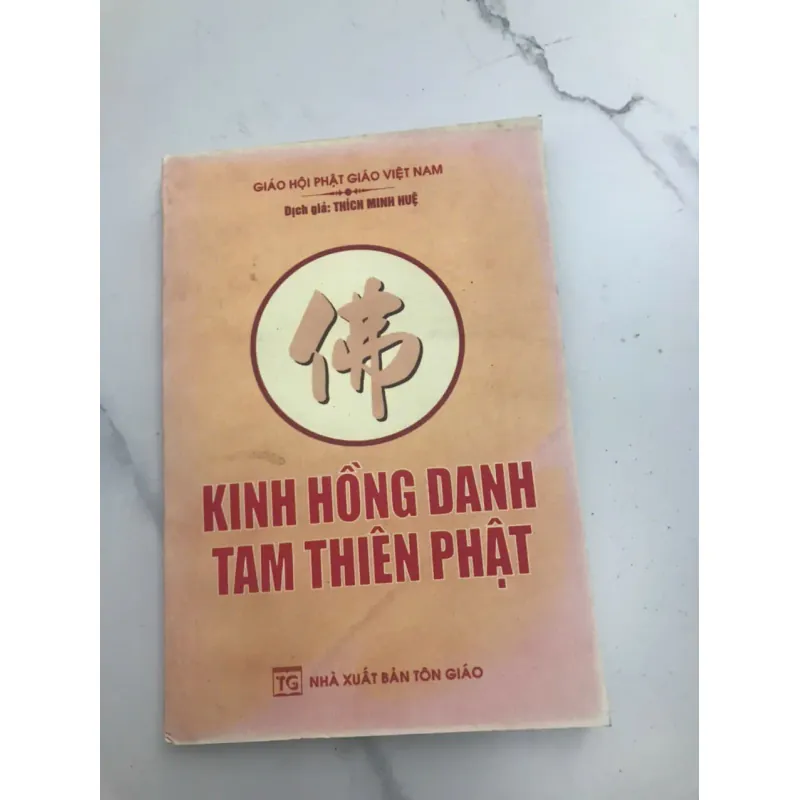 GIÁO HỘI PHẬT GIÁO VIỆT NAM
Dịch giả: THÍCH MINH HUỆ
佛
KINH HỒNG DANH
TAM THIÊN PHẬT
TG NHÀ XUẤT BẢN TÔN GIÁO